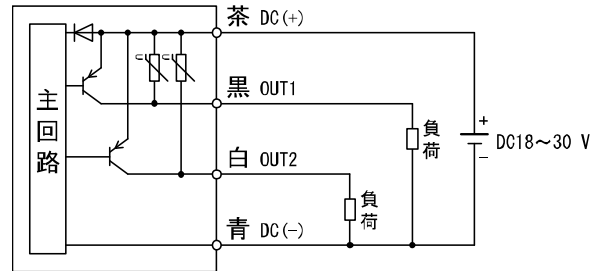 茶 DC(+)
主回路
U
U
黒 OUT1
負荷
+
−
DC18～30 V
白 OUT2
負荷
青 DC(−)